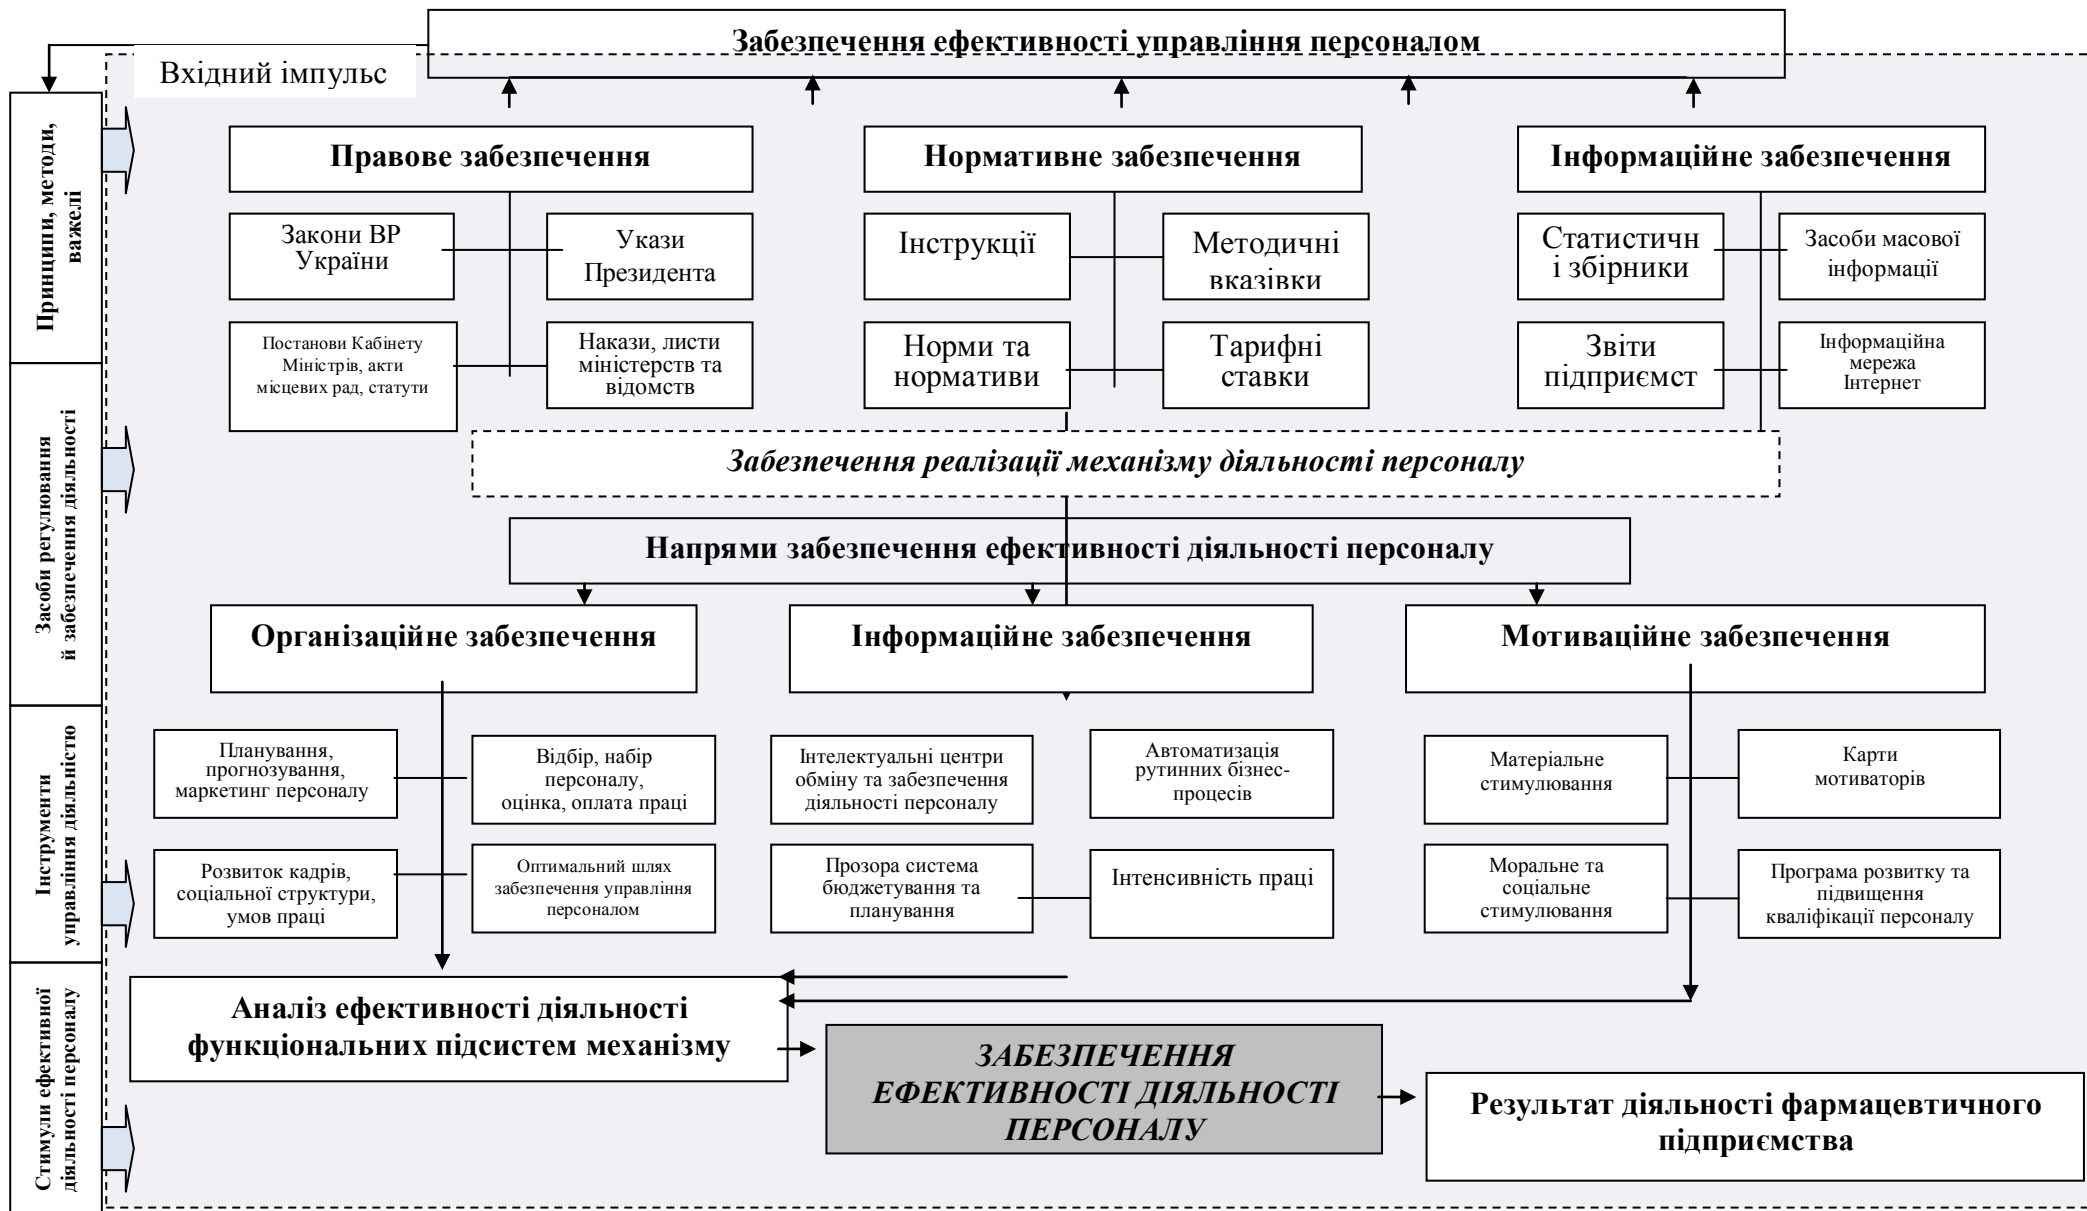 Забезпечення ефективності управління персоналом
Вхідний імпульс
Принципи, методи,
важелі
Засоби регулювання
й забезпечення діяльності
Інструменти
управління діяльністю
Стимули ефективної
діяльності персоналу
Правове забезпечення
Нормативне забезпечення
Інформаційне забезпечення
Закони ВР
України
Укази
Президента
Інструкції
Методичні
вказівки
Статистичн
і збірники
Засоби масової
інформації
Постанови Кабінету
Міністрів, акти
місцевих рад, статути
Накази, листи
міністерств та
відомств
Норми та
нормативи
Тарифні
ставки
Звіти
підприємст
Інформаційна
мережа
Інтернет
Забезпечення реалізації механізму діяльності персоналу
Напрями забезпечення ефективності діяльності персоналу
Організаційне забезпечення
Інформаційне забезпечення
Мотиваційне забезпечення
Планування,
прогнозування,
маркетинг персоналу
Відбір, набір
персоналу,
оцінка, оплата праці
Інтелектуальні центри
обміну та забезпечення
діяльності персоналу
Автоматизація
рутинних бізнес-
процесів
Матеріальне
стимулювання
Карти
мотиваторів
Розвиток кадрів,
соціальної структури,
умов праці
Оптимальний шлях
забезпечення управління
персоналом
Прозора система
бюджетування та
планування
Інтенсивність праці
Моральне та
соціальне
стимулювання
Програма розвитку та
підвищення
кваліфікації персоналу
Аналіз ефективності діяльності
функціональних підсистем механізму
ЗАБЕЗПЕЧЕННЯ
ЕФЕКТИВНОСТІ ДІЯЛЬНОСТІ
ПЕРСОНАЛУ
Результат діяльності фармацевтичного
підприємства